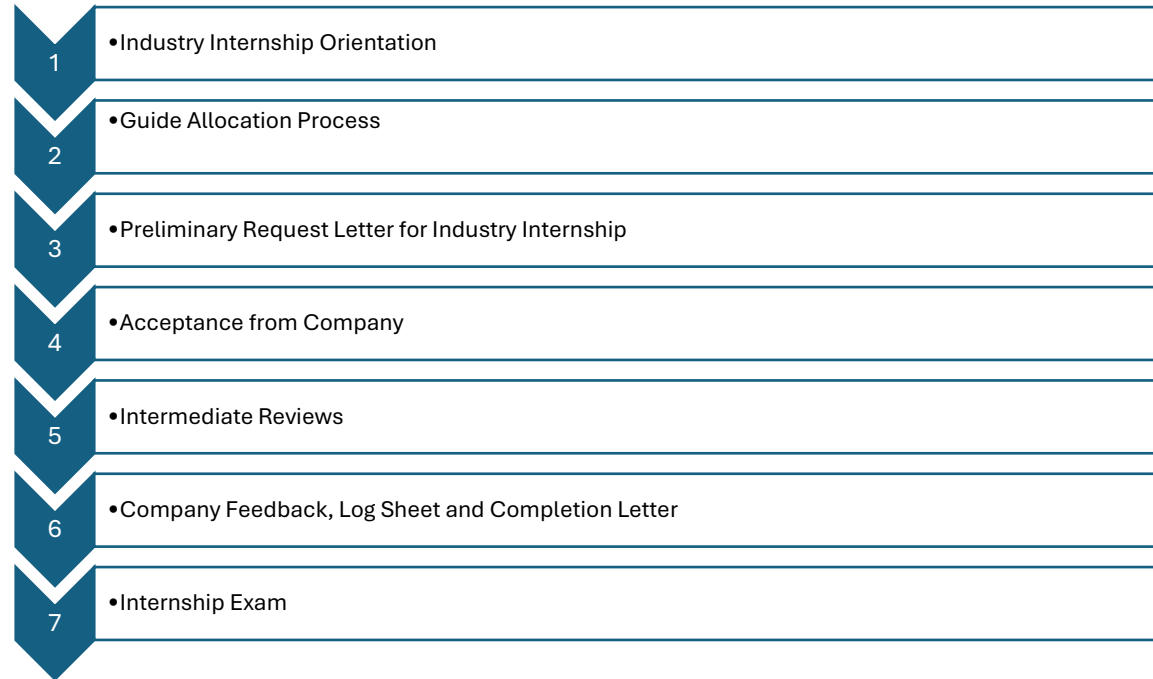 1
•Industry Internship Orientation
2
•Guide Allocation Process
3
•Preliminary Request Letter for Industry Internship
4
•Acceptance from Company
5
•Intermediate Reviews
6
•Company Feedback, Log Sheet and Completion Letter
7
•Internship Exam